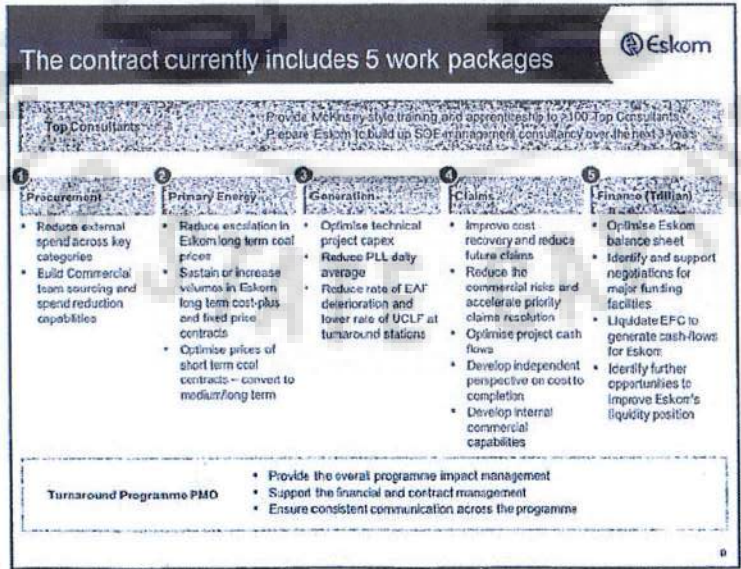 Eskom
The contract currently includes 5 work packages
Top Consultants
Provide McKinsey style training and apprenticeship to >100 Top Consultants
Prepare Eskom to build up SOE management consultancy over the next 3 years
1
Procurement
• Reduce external
spend across key
categories
• Build Commercial
team sourcing and
spend reduction
capabilities
2
Primary Energy
• Reduce escalation in
Eskom long term coal
prices
• Sustain or increase
volumes in Eskom
long term cost-plus
and fixed price
contracts
• Optimise prices of
short term coal
contracts – convert to
medium/long term
3
Generation
• Optimise technical
project capex
• Reduce PLL daily
average
• Reduce rate of EAF
deterioration and
lower rate of UCLF at
turnaround stations
4
Claims
• Improve cost
recovery and reduce
future claims
• Reduce the
commercial risks and
accelerate priority
claims resolution
• Optimise project cash
flows
• Develop independent
perspective on cost to
completion
• Develop internal
commercial
capabilities
5
Finance (Trillian)
• Optimise Eskom
balance sheet
• Identify and support
negotiations for
major funding
facilities
• Liquidate EFC to
generate cash-flows
for Eskom
• Identify further
opportunities to
improve Eskom's
liquidity position
Turnaround Programme PMO
• Provide the overall programme impact management
• Support the financial and contract management
• Ensure consistent communication across the programme